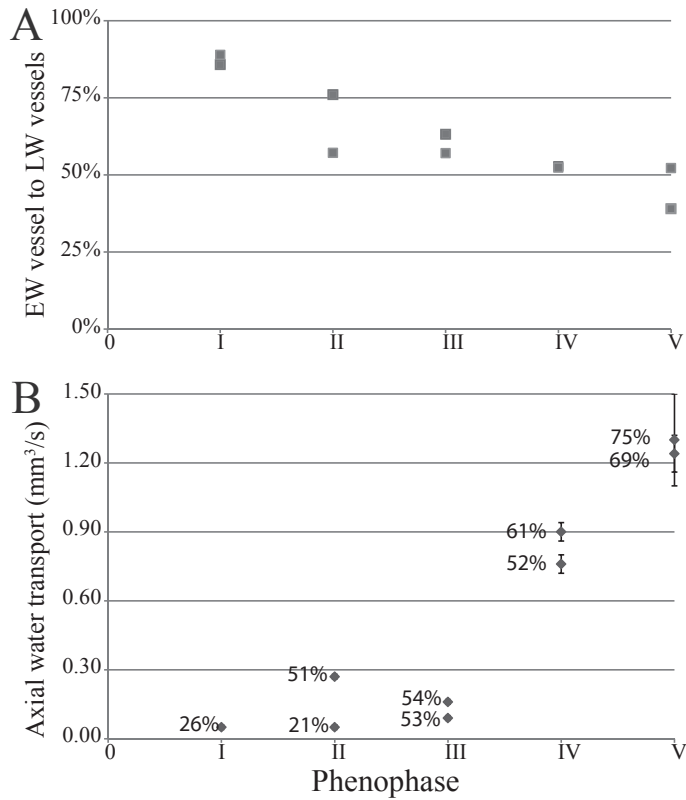 A
EW vessel to LW vessels
100%
75%
50%
25%
0%
0 I II III IV V
B
Axial water transport (mm³/s)
1.50
1.20
0.90
0.60
0.30
0.00
75%
69%
61%
52%
51%
54%
53%
26%
21%
0 I II III IV V
Phenophase